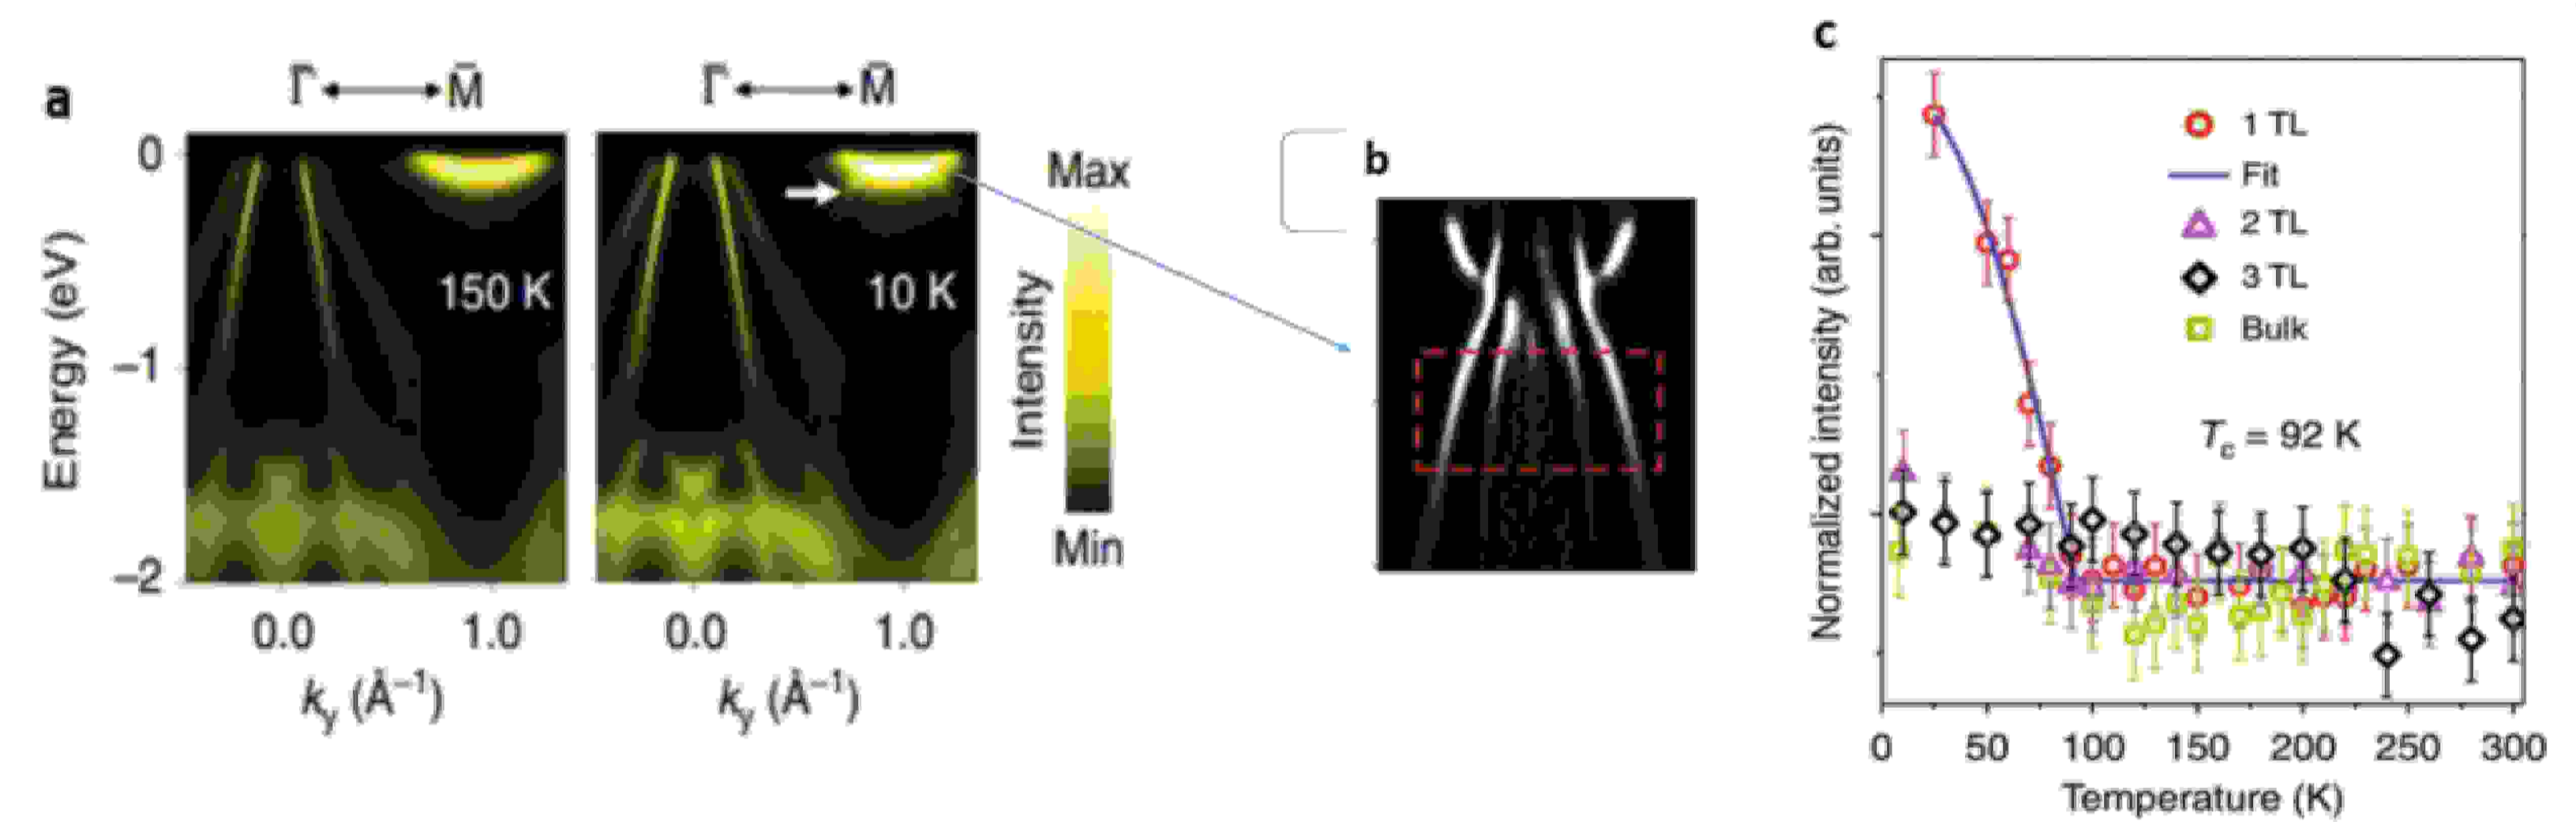 a
Γ̄ M̄
Γ̄ M̄
0
−1
−2
Energy (eV)
150 K
10 K
0.0 1.0
0.0 1.0
ky (Å−1)
ky (Å−1)
Max
Intensity
Min
b
c
Normalized intensity (arb. units)
1 TL
Fit
2 TL
3 TL
Bulk
Tc = 92 K
0 50 100 150 200 250 300
Temperature (K)